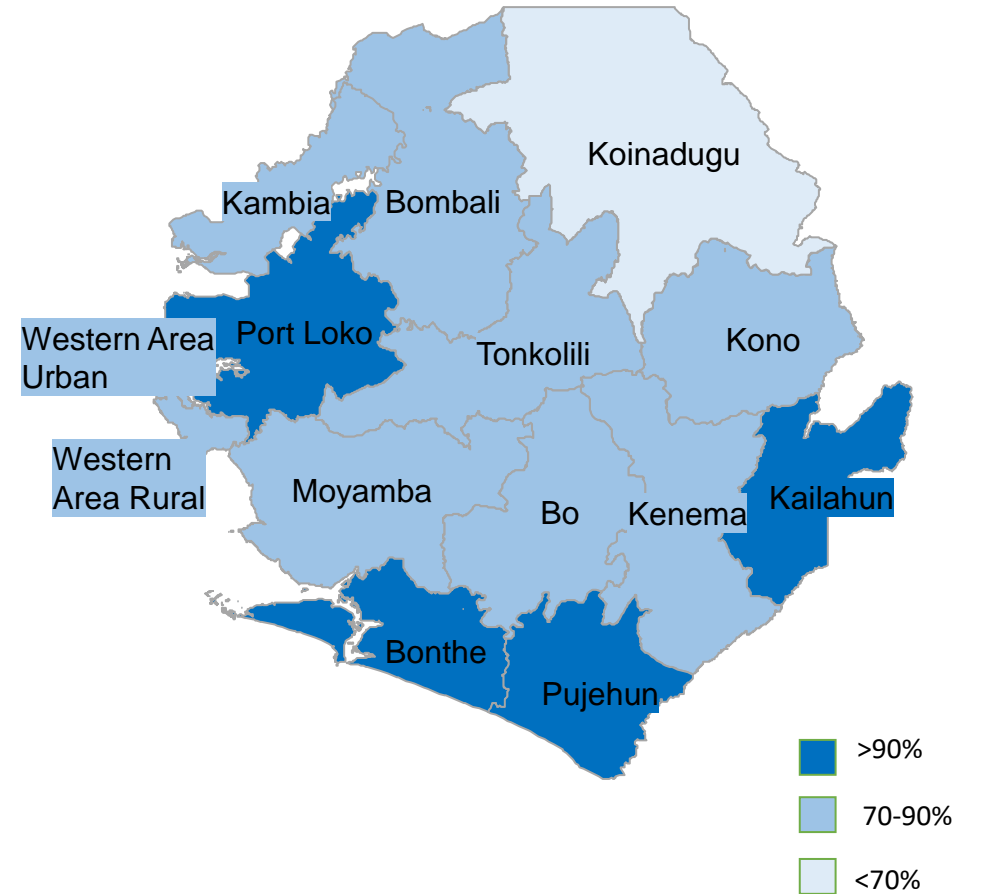 Koinadugu
Kambia
Bombali
Western Area
Urban
Port Loko
Tonkolili
Kono
Western
Area Rural
Moyamba
Bo
Kenema
Kailahun
Bonthe
Pujehun
>90%
70-90%
<70%